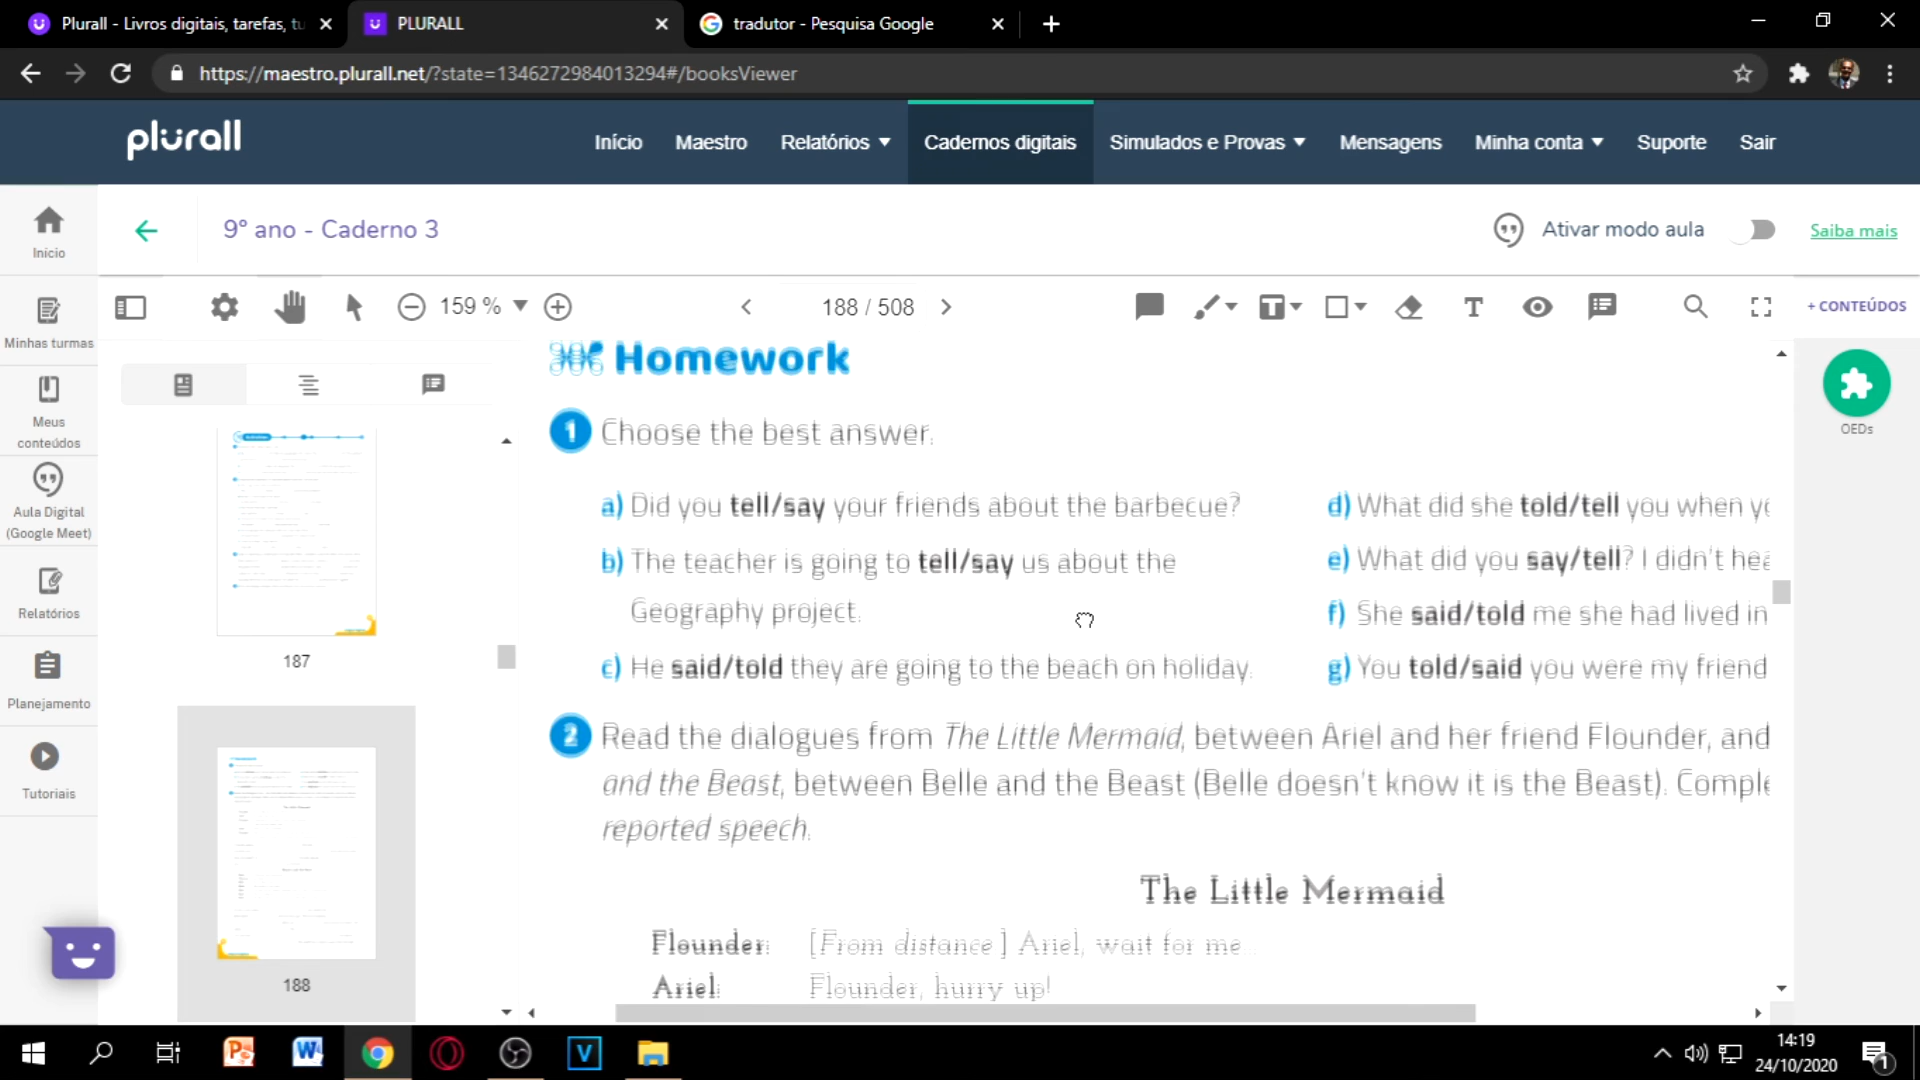 Plurall - Livros digitais, tarefas, tu
PLURALL
tradutor - Pesquisa Google
https://maestro.plurall.net/?state=1346272984013294#/booksViewer
plurall
Início
Maestro
Relatórios
Cadernos digitais
Simulados e Provas
Mensagens
Minha conta
Suporte
Sair
9º ano - Caderno 3
Ativar modo aula
Saiba mais
Início
Minhas turmas
Meus
conteúdos
Aula Digital
(Google Meet)
Relatórios
Planejamento
Tutoriais
159 %
188 / 508
+ CONTEÚDOS
OEDs
187
188
Homework
1 Choose the best answer.
a) Did you tell/say your friends about the barbecue?
b) The teacher is going to tell/say us about the
Geography project.
c) He said/told they are going to the beach on holiday.
d) What did she told/tell you when yo
e) What did you say/tell? I didn't hea
f) She said/told me she had lived in
g) You told/said you were my friend
2 Read the dialogues from The Little Mermaid, between Ariel and her friend Flounder, and
and the Beast, between Belle and the Beast (Belle doesn't know it is the Beast). Comple
reported speech.
The Little Mermaid
Flounder: [From distance] Ariel, wait for me
Ariel: Flounder, hurry up!
14:19
24/10/2020
1